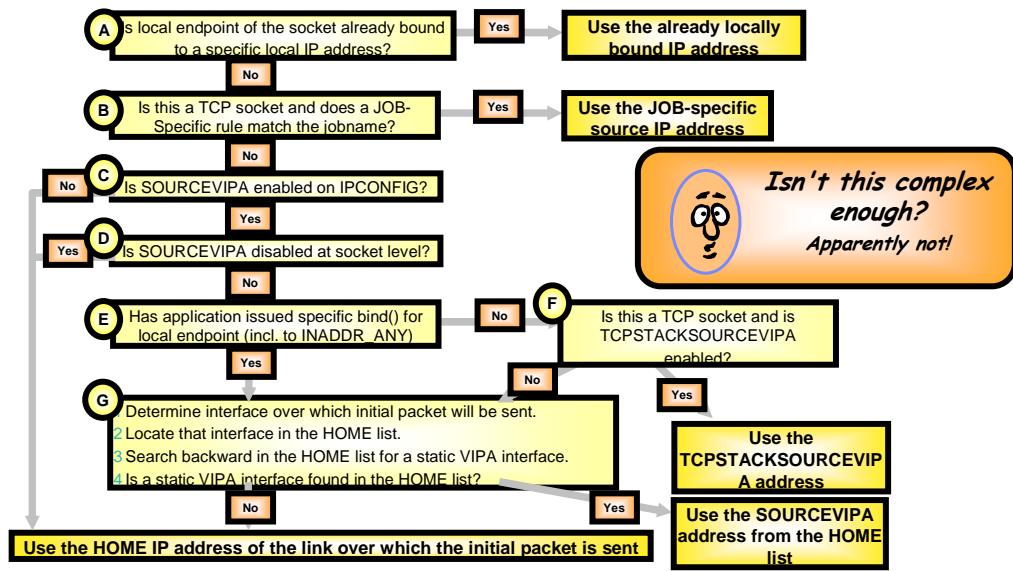 A
Is local endpoint of the socket already bound
to a specific local IP address?
Yes
Use the already locally
bound IP address
No
B
Is this a TCP socket and does a JOB-
Specific rule match the jobname?
Yes
Use the JOB-specific
source IP address
No
C
Is SOURCEVIPA enabled on IPCONFIG?
No
Yes
Isn't this complex
enough?
Apparently not!
D
Is SOURCEVIPA disabled at socket level?
Yes
No
E
Has application issued specific bind() for
local endpoint (incl. to INADDR_ANY)
No
F
Is this a TCP socket and is
TCPSTACKSOURCEVIPA
enabled?
Yes
No
Yes
G
1 Determine interface over which initial packet will be sent.
2 Locate that interface in the HOME list.
3 Search backward in the HOME list for a static VIPA interface.
4 Is a static VIPA interface found in the HOME list?
Use the
TCPSTACKSOURCEVIP
A address
No
Yes
Use the SOURCEVIPA
address from the HOME
list
Use the HOME IP address of the link over which the initial packet is sent